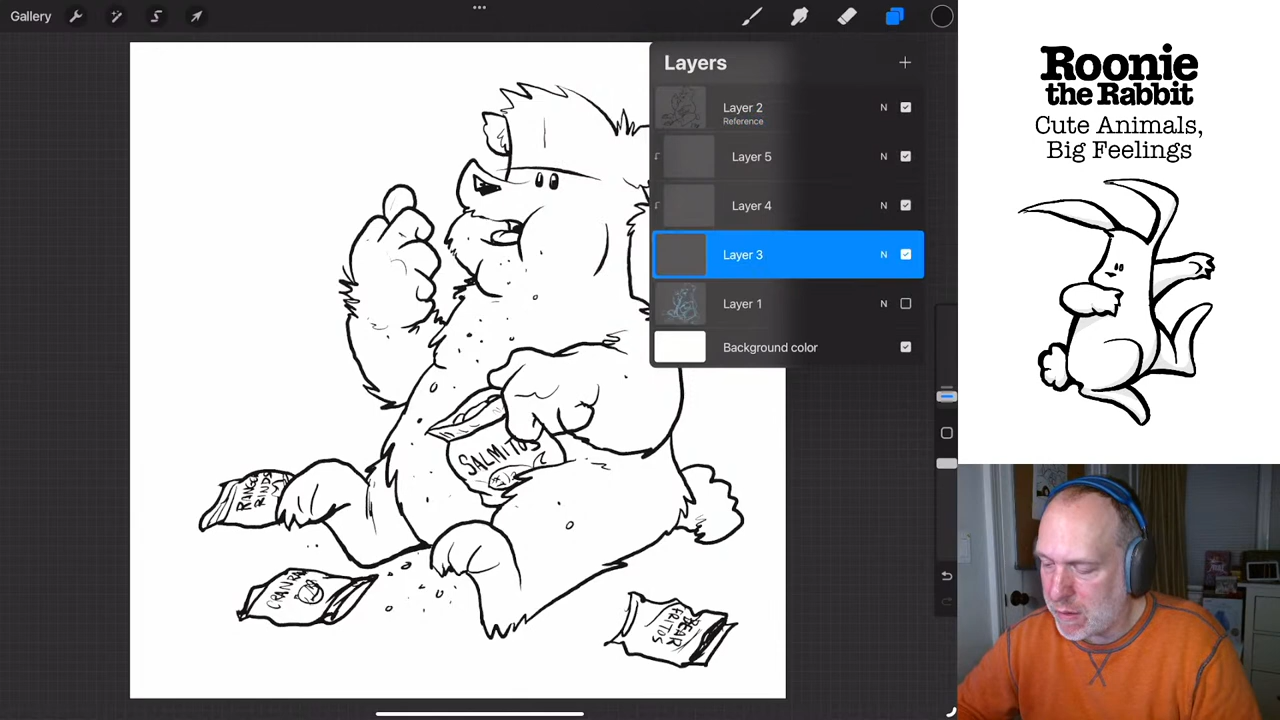 Gallery
Layers
Layer 2
N
Reference
Layer 5
N
Layer 4
N
Layer 3
N
Layer 1
N
Background color
SALMITOS
RANGER
RINDS
BEAR
FRITOS
Roonie
the Rabbit
Cute Animals,
Big Feelings